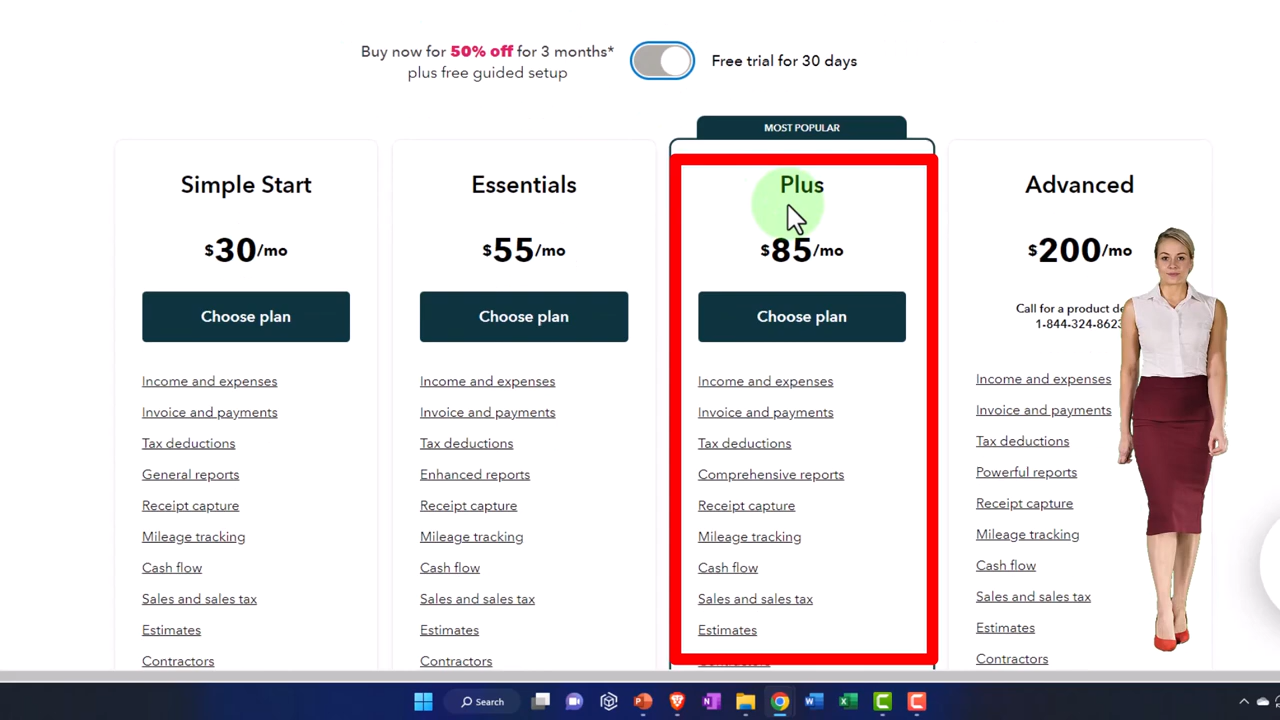 Buy now for 50% off for 3 months*
plus free guided setup
Free trial for 30 days
MOST POPULAR
Simple Start
$30/mo
Choose plan
Income and expenses
Invoice and payments
Tax deductions
General reports
Receipt capture
Mileage tracking
Cash flow
Sales and sales tax
Estimates
Contractors
Essentials
$55/mo
Choose plan
Income and expenses
Invoice and payments
Tax deductions
Enhanced reports
Receipt capture
Mileage tracking
Cash flow
Sales and sales tax
Estimates
Contractors
Plus
$85/mo
Choose plan
Income and expenses
Invoice and payments
Tax deductions
Comprehensive reports
Receipt capture
Mileage tracking
Cash flow
Sales and sales tax
Estimates
Advanced
$200/mo
Call for a product
1-844-324-8623
Income and expenses
Invoice and payments
Tax deductions
Powerful reports
Receipt capture
Mileage tracking
Cash flow
Sales and sales tax
Estimates
Contractors
Search